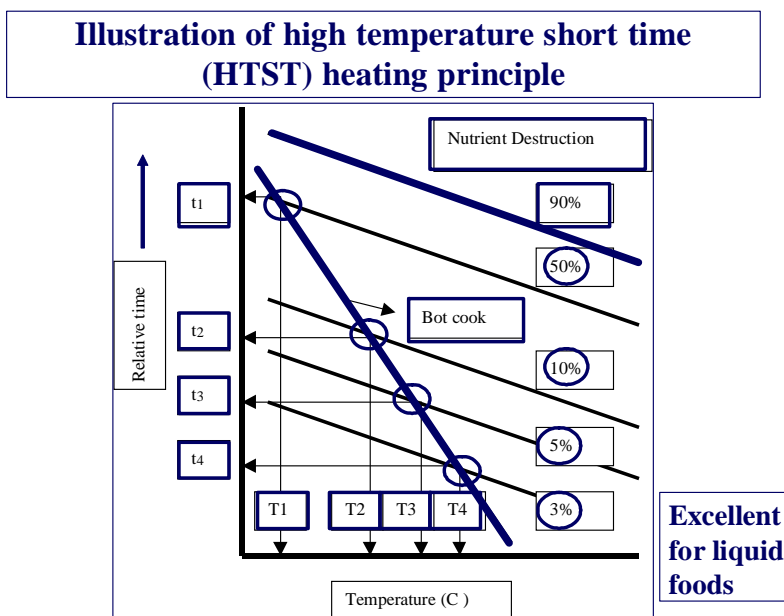 Illustration of high temperature short time
(HTST) heating principle
Nutrient Destruction
t1
90%
50%
Relative time
Bot cook
t2
10%
t3
5%
t4
T1 T2 T3 T4 3%
Excellent
for liquid
foods
Temperature (C )